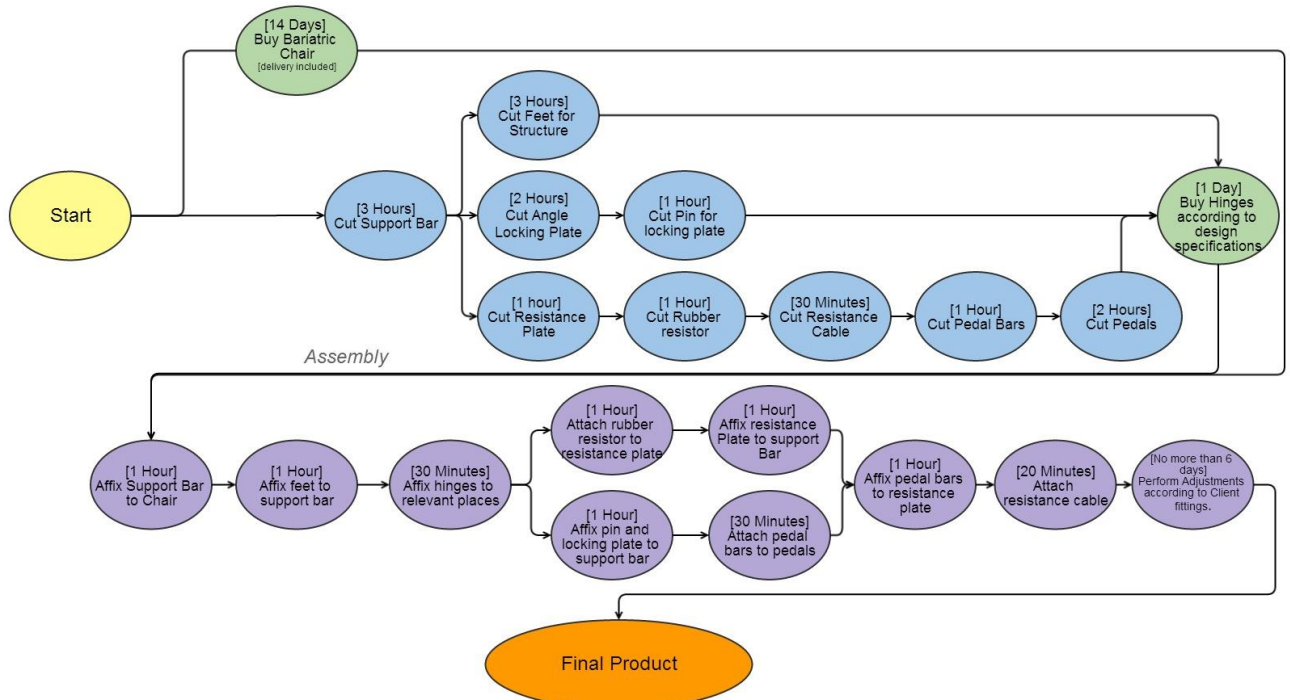 [14 Days]
Buy Bariatric
Chair
[delivery included]
[3 Hours]
Cut Feet for
Structure
Start
[3 Hours]
Cut Support Bar
[2 Hours]
Cut Angle
Locking Plate
[1 Hour]
Cut Pin for
locking plate
[1 Day]
Buy Hinges
according to
design
specifications
[1 hour]
Cut Resistance
Plate
[1 Hour]
Cut Rubber
resistor
[30 Minutes]
Cut Resistance
Cable
[1 Hour]
Cut Pedal Bars
[2 Hours]
Cut Pedals
Assembly
[1 Hour]
Affix Support Bar
to Chair
[1 Hour]
Affix feet to
support bar
[30 Minutes]
Affix hinges to
relevant places
[1 Hour]
Attach rubber
resistor to
resistance plate
[1 Hour]
Affix resistance
Plate to support
Bar
[1 Hour]
Affix pin and
locking plate to
support bar
[30 Minutes]
Attach pedal
bars to pedals
[1 Hour]
Affix pedal bars
to resistance
plate
[20 Minutes]
Attach
resistance cable
[No more than 6
days]
Perform Adjustments
according to Client
fittings.
Final Product